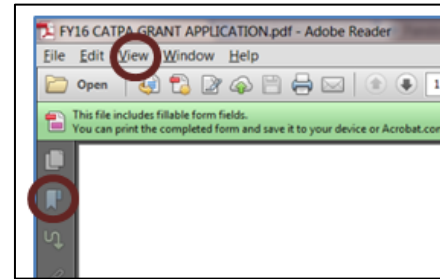 FY16 CATPA GRANT APPLICATION.pdf - Adobe Reader
File Edit View Window Help
Open 1
This file includes fillable form fields.
You can print the completed form and save it to your device or Acrobat.com